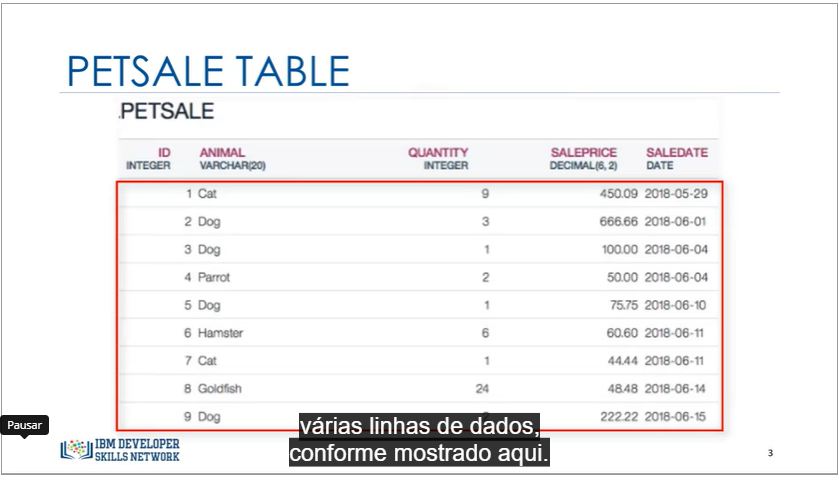 PETSALE TABLE
.PETSALE
ID ANIMAL QUANTITY SALEPRICE SALEDATE
INTEGER VARCHAR(20) INTEGER DECIMAL(6, 2) DATE
1 Cat 9 450.09 2018-05-29
2 Dog 3 666.66 2018-06-01
3 Dog 1 100.00 2018-06-04
4 Parrot 2 50.00 2018-06-04
5 Dog 1 75.75 2018-06-10
6 Hamster 6 60.60 2018-06-11
7 Cat 1 44.44 2018-06-11
8 Goldfish 24 48.48 2018-06-14
9 Dog 222.22 2018-06-15
Pausar
várias linhas de dados,
conforme mostrado aqui.
IBM DEVELOPER
SKILLS NETWORK
3